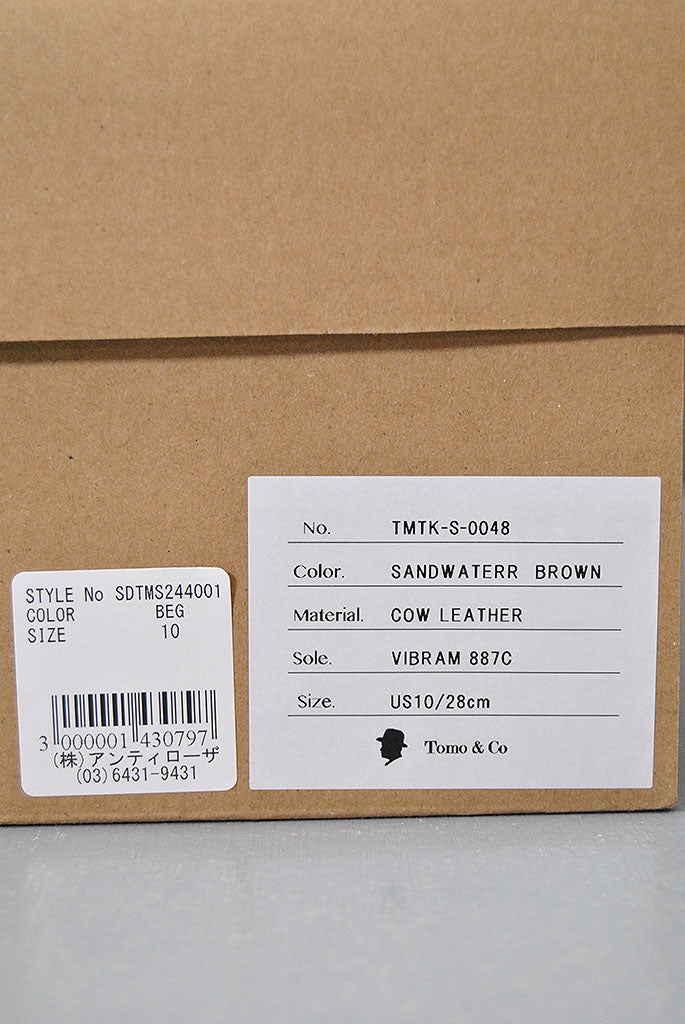 STYLE No SDTMS244001
COLOR BEG
SIZE 10
3 000001 430797
(株)アンティローザ
(03)6431-9431
No. TMTK-S-0048
Color. SANDWATERR BROWN
Material. COW LEATHER
Sole. VIBRAM 887C
Size. US10/28cm
Tomo & Co